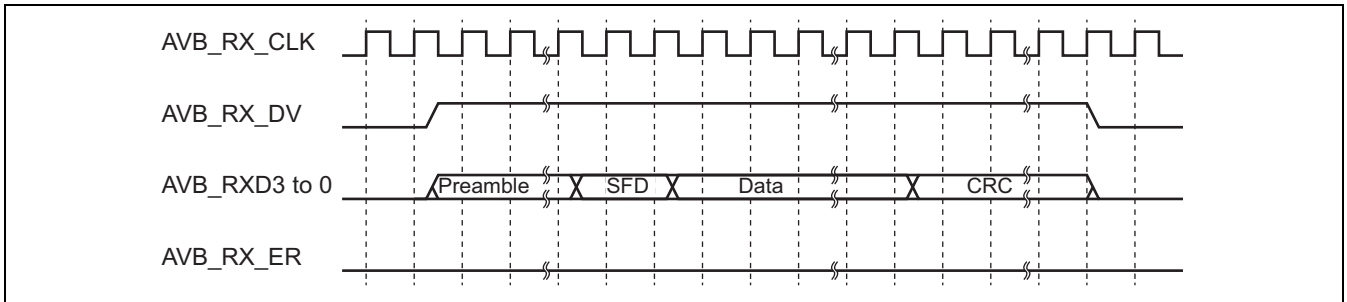 AVB_RX_CLK
AVB_RX_DV
AVB_RXD3 to 0 Preamble SFD Data CRC
AVB_RX_ER